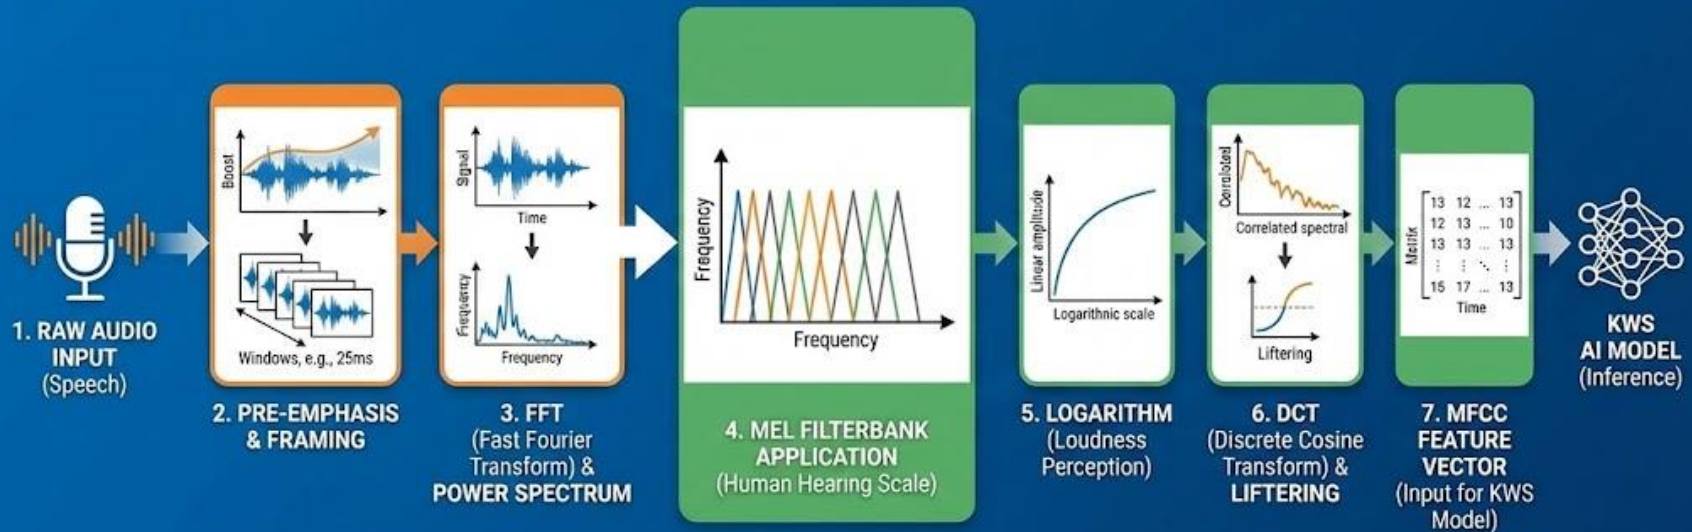 1. RAW AUDIO
INPUT
(Speech)
Boost
Windows, e.g., 25ms
2. PRE-EMPHASIS
& FRAMING
Signal
Time
Frequency
Frequency
3. FFT
(Fast Fourier
Transform) &
POWER SPECTRUM
Frequency
Frequency
4. MEL FILTERBANK
APPLICATION
(Human Hearing Scale)
Linear amplitude
Logarithnic scale
5. LOGARITHM
(Loudness
Perception)
Correlated spectral
Liftering
6. DCT
(Discrete Cosine
Transform) &
LIFTERING
13 12 ... 13
12 13 ... 10
13 13 ... 13
⋮ ⋮ ⋱ ⋮
15 17 ... 13
Time
7. MFCC
FEATURE
VECTOR
(Input for KWS
Model)
KWS
AI MODEL
(Inference)